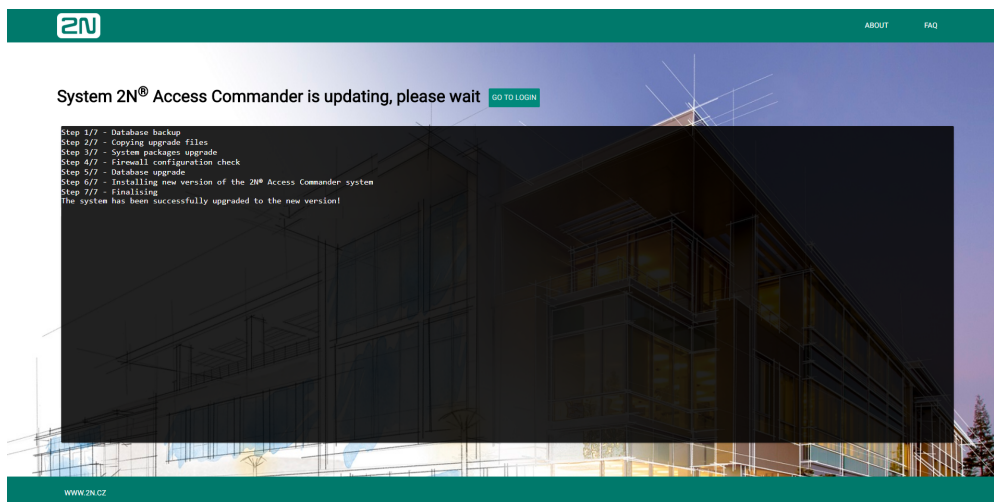 2N
ABOUT
FAQ
System 2N® Access Commander is updating, please wait
GO TO LOGIN
Step 1/7 - Database backup
Step 2/7 - Copying upgrade files
Step 3/7 - System packages upgrade
Step 4/7 - Firewall configuration check
Step 5/7 - Database upgrade
Step 6/7 - Installing new version of the 2N® Access Commander system
Step 7/7 - Finalising
The system has been successfully upgraded to the new version!
WWW.2N.CZ